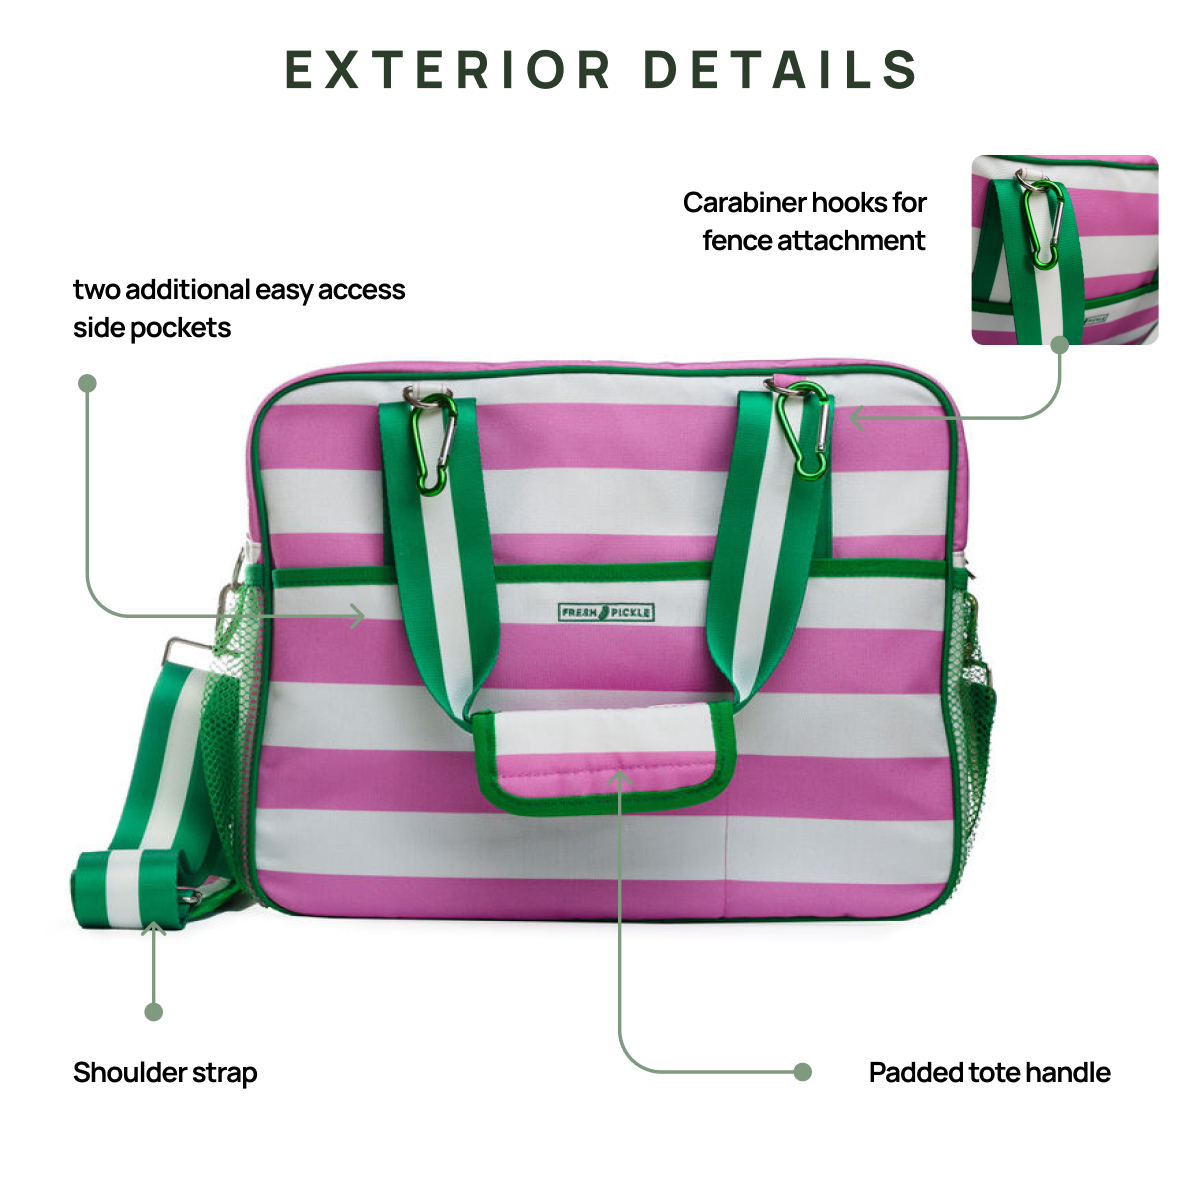 EXTERIOR DETAILS
Carabiner hooks for
fence attachment
two additional easy access
side pockets
FRESH PICKLE
Shoulder strap
Padded tote handle